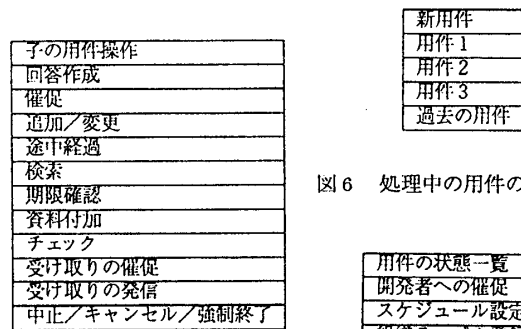 子の用件操作
回答作成
催促
追加／変更
途中経過
検索
期限確認
資料付加
チェック
受け取りの催促
受け取りの発信
中止／キャンセル／強制終了
新用件
用件1
用件2
用件3
過去の用件
図6 処理中の用件の
用件の状態一覧
開発者への催促
スケジュール設定